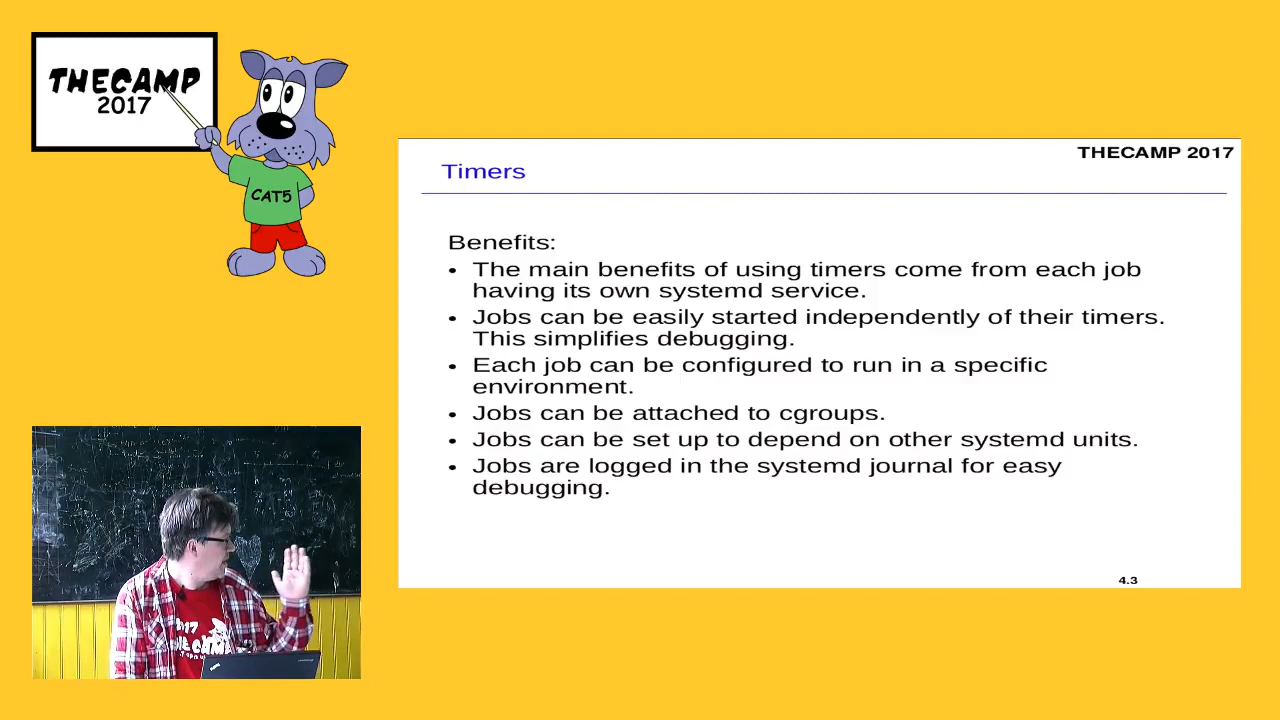 THECAMP
2017
CAT5
THECAMP 2017
Timers
Benefits:
• The main benefits of using timers come from each job
having its own systemd service.
• Jobs can be easily started independently of their timers.
This simplifies debugging.
• Each job can be configured to run in a specific
environment.
• Jobs can be attached to cgroups.
• Jobs can be set up to depend on other systemd units.
• Jobs are logged in the systemd journal for easy
debugging.
4.3